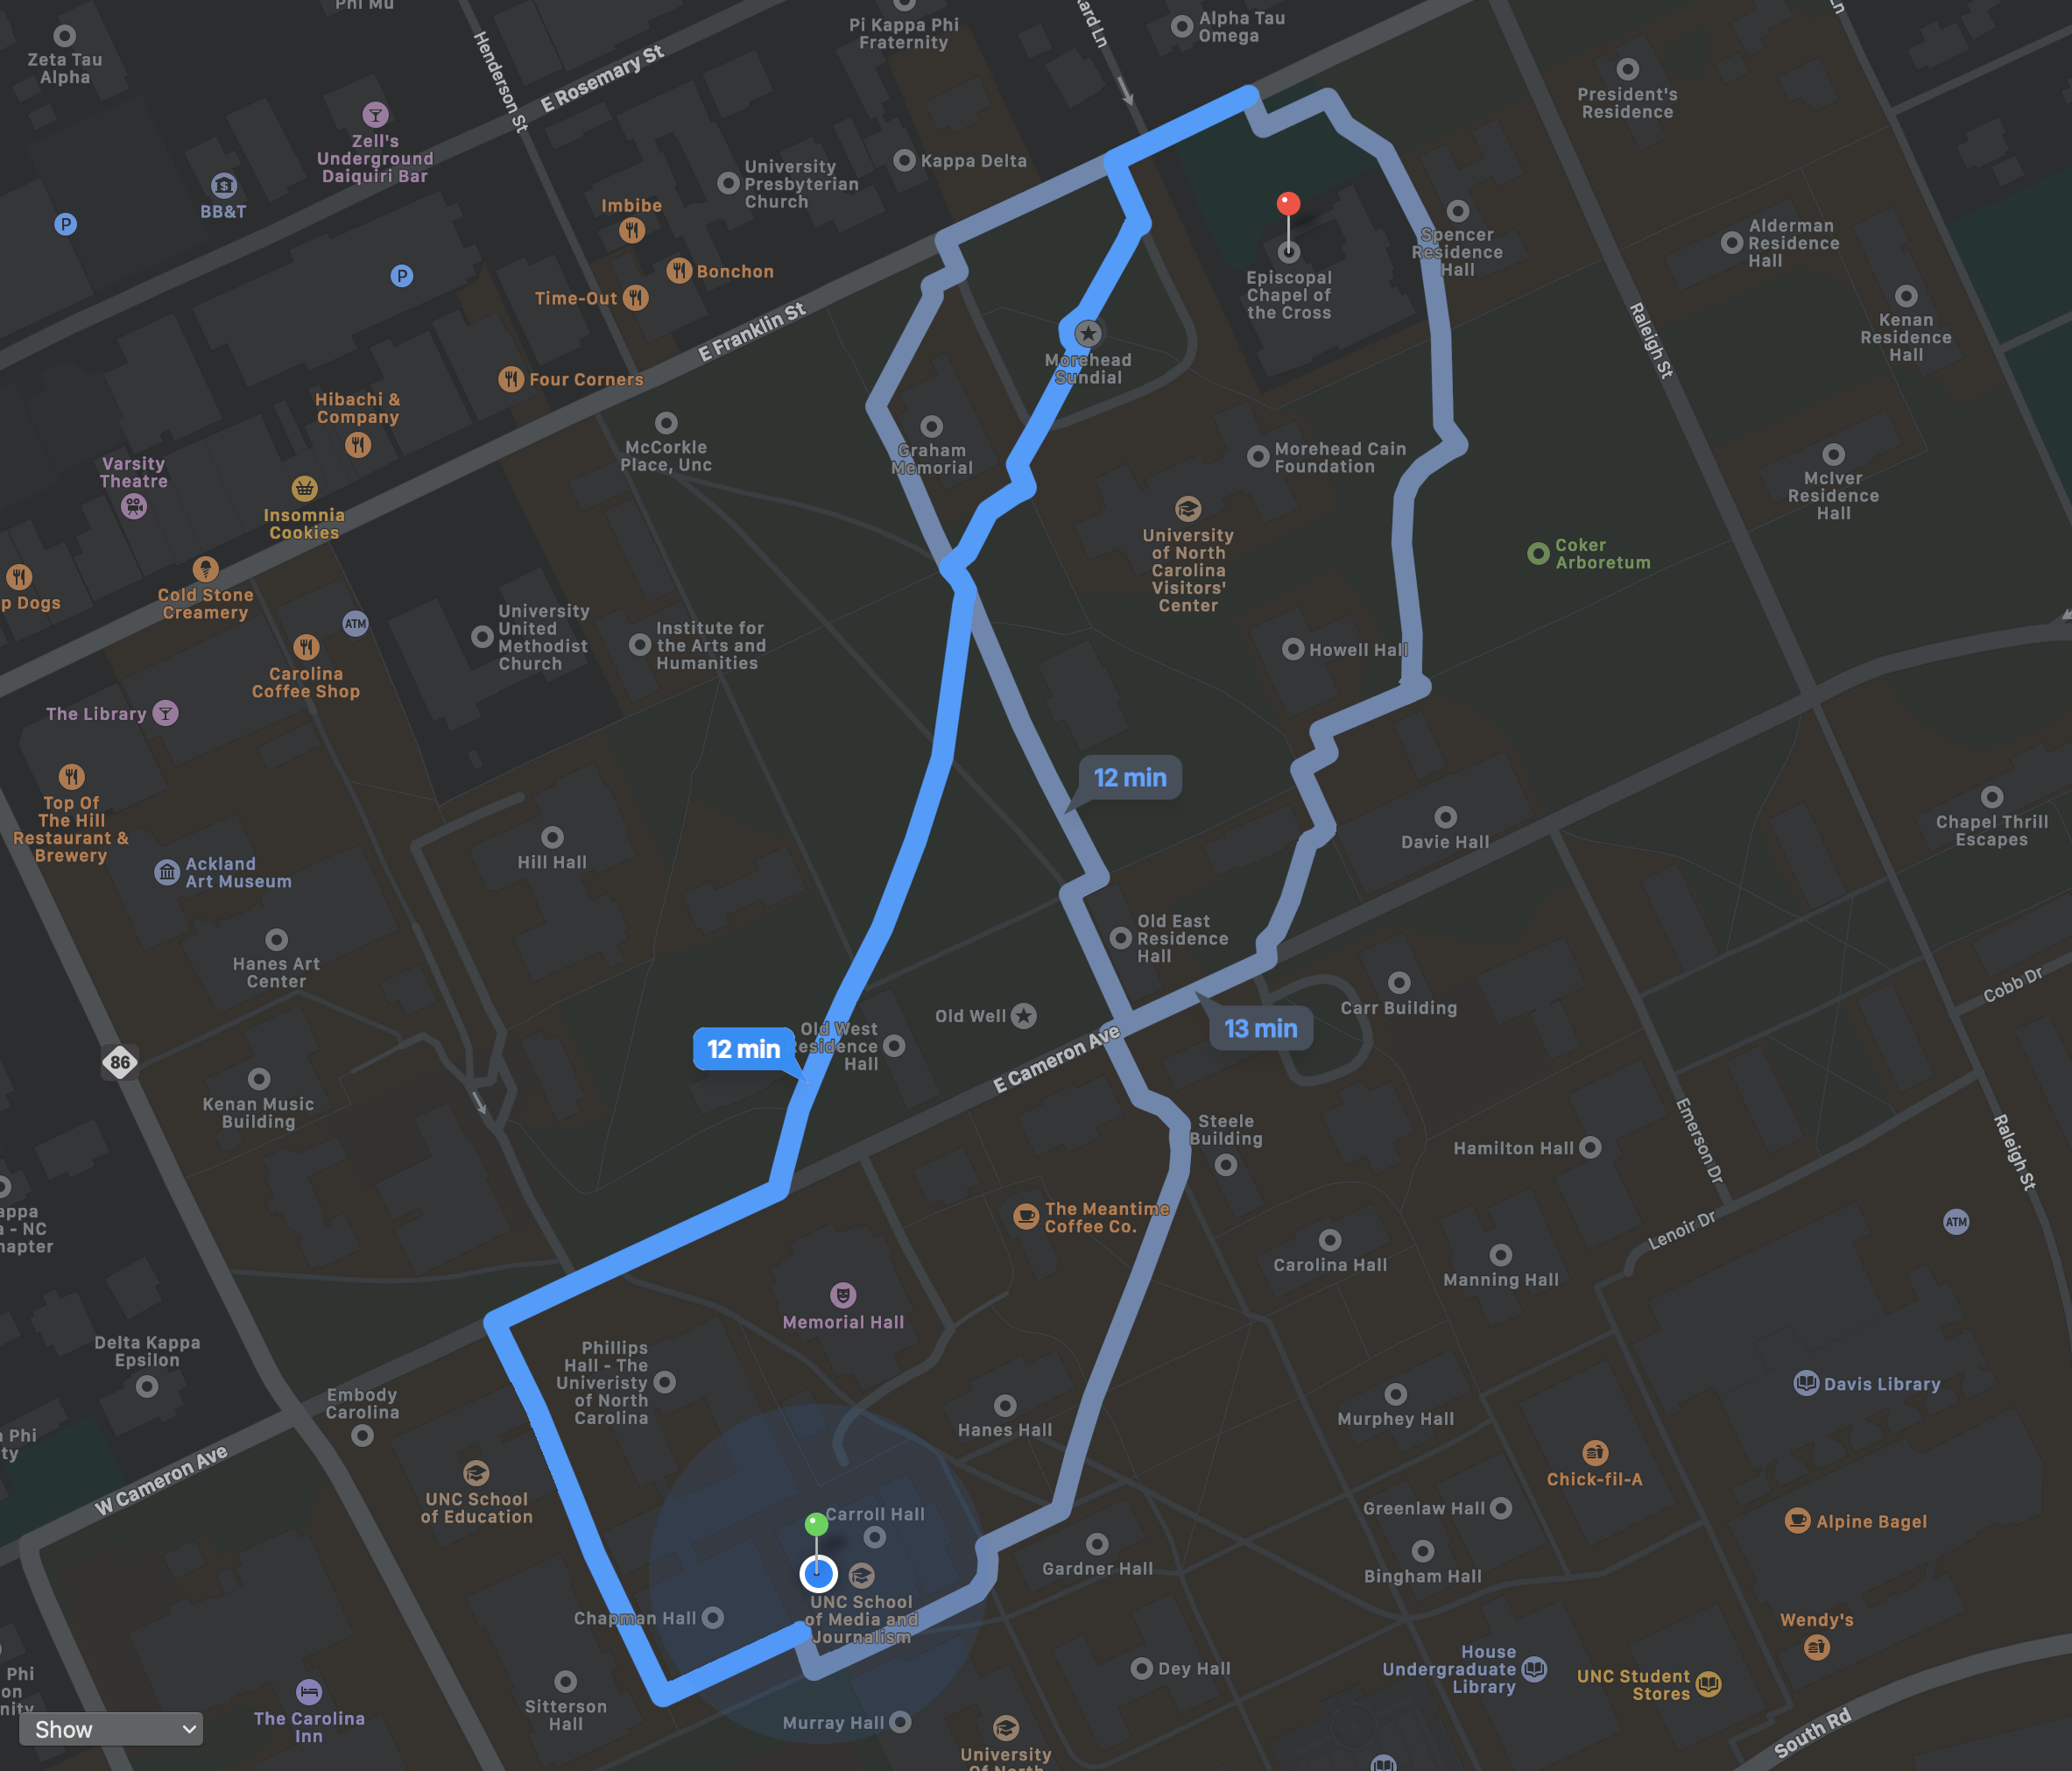 Phi Mu
Zeta Tau
Alpha
Henderson St
E Rosemary St
Pi Kappa Phi
Fraternity
ard Ln
Alpha Tau
Omega
Ln
President's
Residence
Zell's
Underground
Daiquiri Bar
BB&T
P
P
University
Presbyterian
Church
Kappa Delta
Imbibe
Bonchon
Time-Out
E Franklin St
Four Corners
Episcopal
Chapel of
the Cross
Spencer
Residence
Hall
Alderman
Residence
Hall
Kenan
Residence
Hall
Raleigh St
Morehead
Sundial
Hibachi &
Company
Varsity
Theatre
Insomnia
Cookies
McCorkle
Place, Unc
Graham
Memorial
Morehead Cain
Foundation
McIver
Residence
Hall
University
of North
Carolina
Visitors'
Center
Coker
Arboretum
p Dogs
Cold Stone
Creamery
ATM
Carolina
Coffee Shop
University
United
Methodist
Church
Institute for
the Arts and
Humanities
Howell Hall
The Library
Top Of
The Hill
Restaurant &
Brewery
12 min
Hill Hall
Davie Hall
Chapel Thrill
Escapes
Ackland
Art Museum
Hanes Art
Center
Old East
Residence
Hall
Cobb Dr
Carr Building
Old Well
13 min
12 min
Old West
esidence
Hall
E Cameron Ave
86
Kenan Music
Building
Steele
Building
Hamilton Hall
Emerson Dr
Raleigh St
appa
a - NC
hapter
The Meantime
Coffee Co.
Lenoir Dr
ATM
Carolina Hall
Manning Hall
Memorial Hall
Delta Kappa
Epsilon
Phillips
Hall - The
Univeristy
of North
Carolina
Embody
Carolina
Hanes Hall
Murphey Hall
Davis Library
Phi
ty
W Cameron Ave
UNC School
of Education
Chick-fil-A
Carroll Hall
Greenlaw Hall
Alpine Bagel
Gardner Hall
Bingham Hall
Chapman Hall
UNC School
of Media and
Journalism
Wendy's
Phi
on
nity
House
Undergraduate
Library
UNC Student
Stores
Dey Hall
Sitterson
Hall
Murray Hall
The Carolina
Inn
Show
University
Of North
South Rd